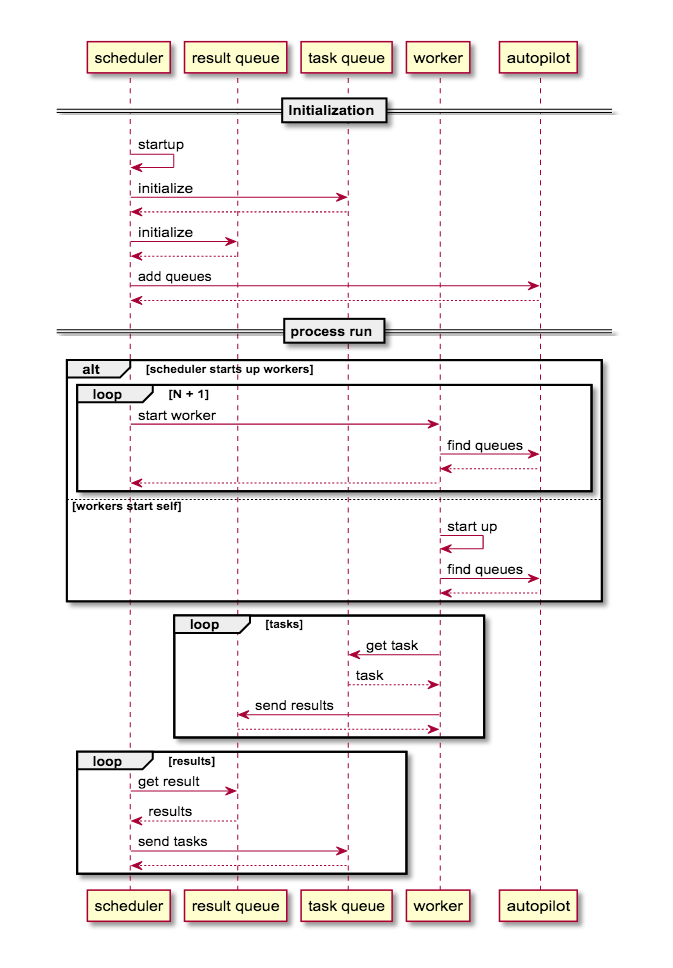 scheduler result queue task queue worker autopilot
Initialization
startup
initialize
initialize
add queues
process run
alt [scheduler starts up workers]
loop [N + 1]
start worker
find queues
[workers start self]
start up
find queues
loop [tasks]
get task
task
send results
loop [results]
get result
results
send tasks
scheduler result queue task queue worker autopilot